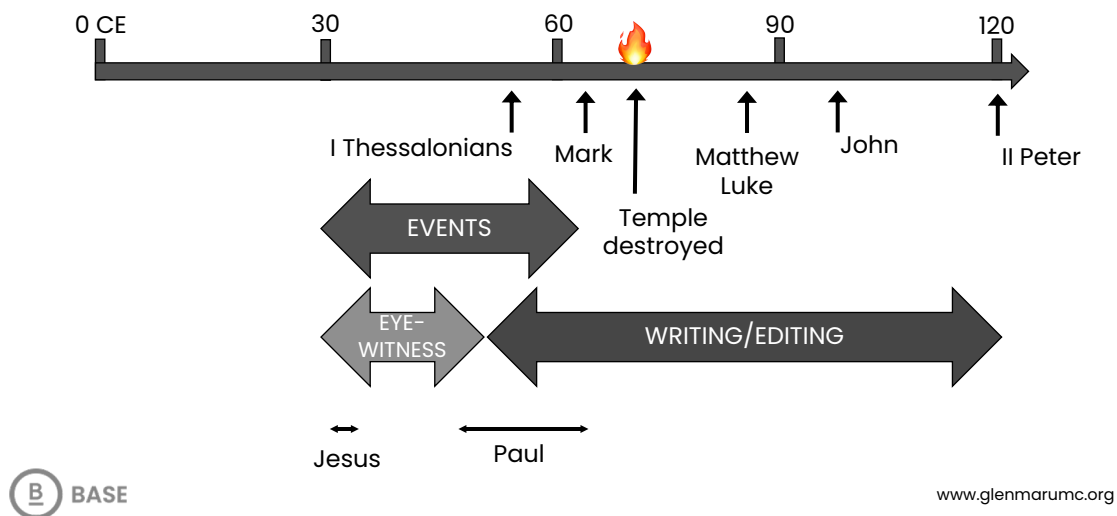 0 CE
30
60
90
120
I Thessalonians
Mark
Matthew
Luke
John
II Peter
Temple
destroyed
EVENTS
EYE-
WITNESS
WRITING/EDITING
Jesus
Paul
B BASE
www.glenmarumc.org